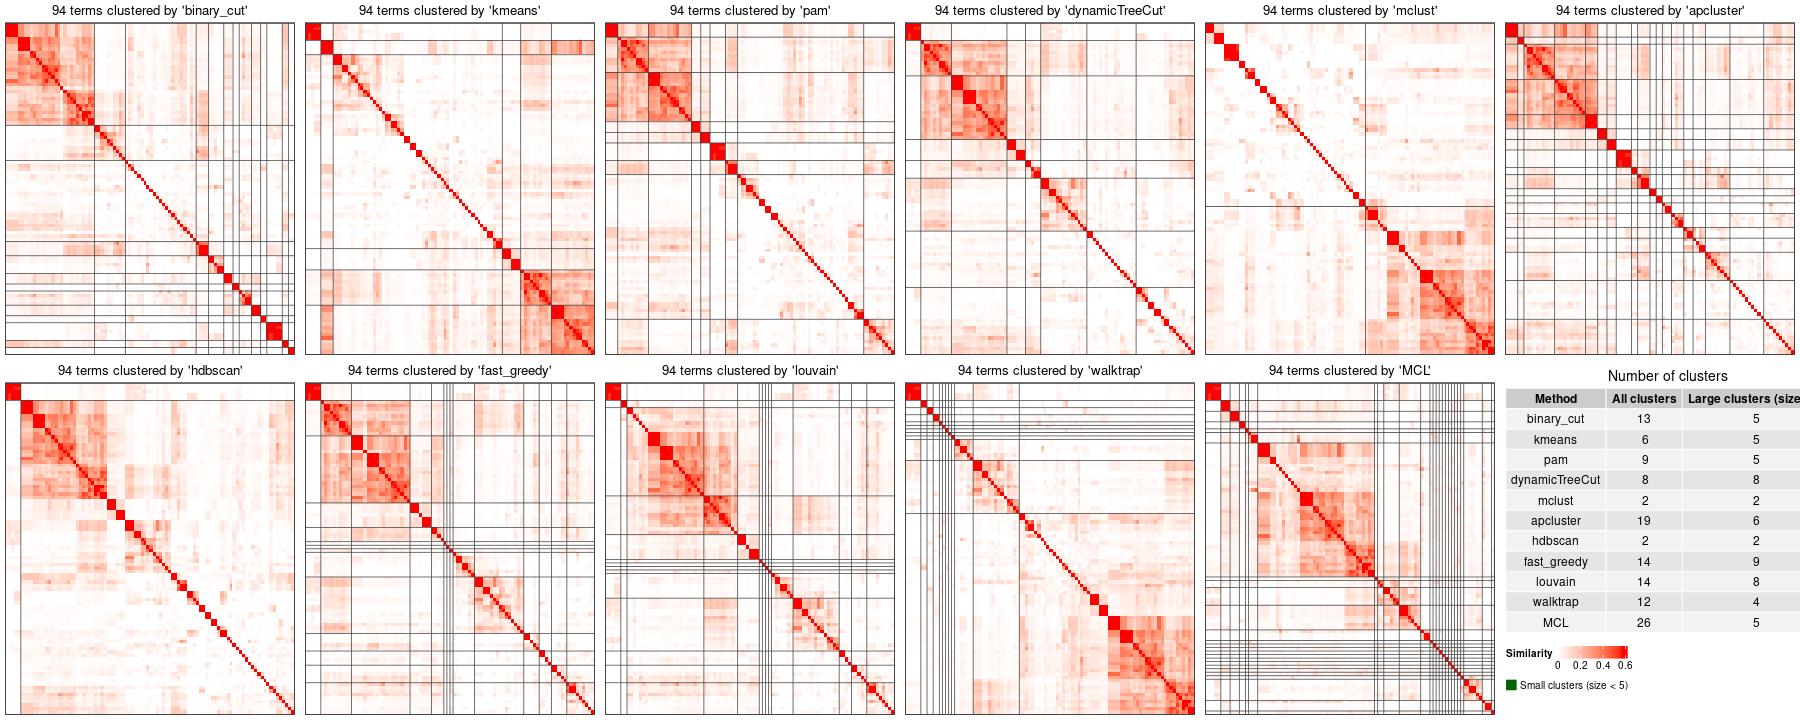 94 terms clustered by 'binary_cut'
94 terms clustered by 'kmeans'
94 terms clustered by 'pam'
94 terms clustered by 'dynamicTreeCut'
94 terms clustered by 'mclust'
94 terms clustered by 'apcluster'
94 terms clustered by 'hdbscan'
94 terms clustered by 'fast_greedy'
94 terms clustered by 'louvain'
94 terms clustered by 'walktrap'
94 terms clustered by 'MCL'
Number of clusters
Method All clusters Large clusters (size
binary_cut 13 5
kmeans 6 5
pam 9 5
dynamicTreeCut 8 8
mclust 2 2
apcluster 19 6
hdbscan 2 2
fast_greedy 14 9
louvain 14 8
walktrap 12 4
MCL 26 5
Similarity
0 0.2 0.4 0.6
Small clusters (size < 5)